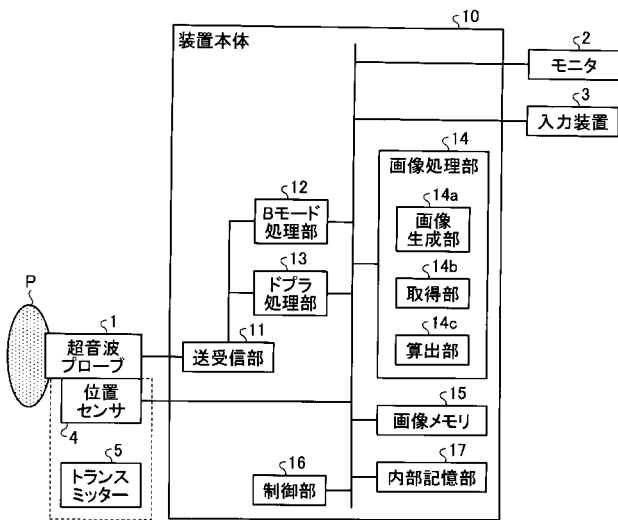 10
装置本体
2
モニタ
3
入力装置
14
画像処理部
14a
画像
生成部
14b
取得部
14c
算出部
12
Bモード
処理部
13
ドプラ
処理部
P
1
超音波
プローブ
11
送受信部
位置
センサ
4
5
トランス
ミッター
15
画像メモリ
16
制御部
17
内部記憶部